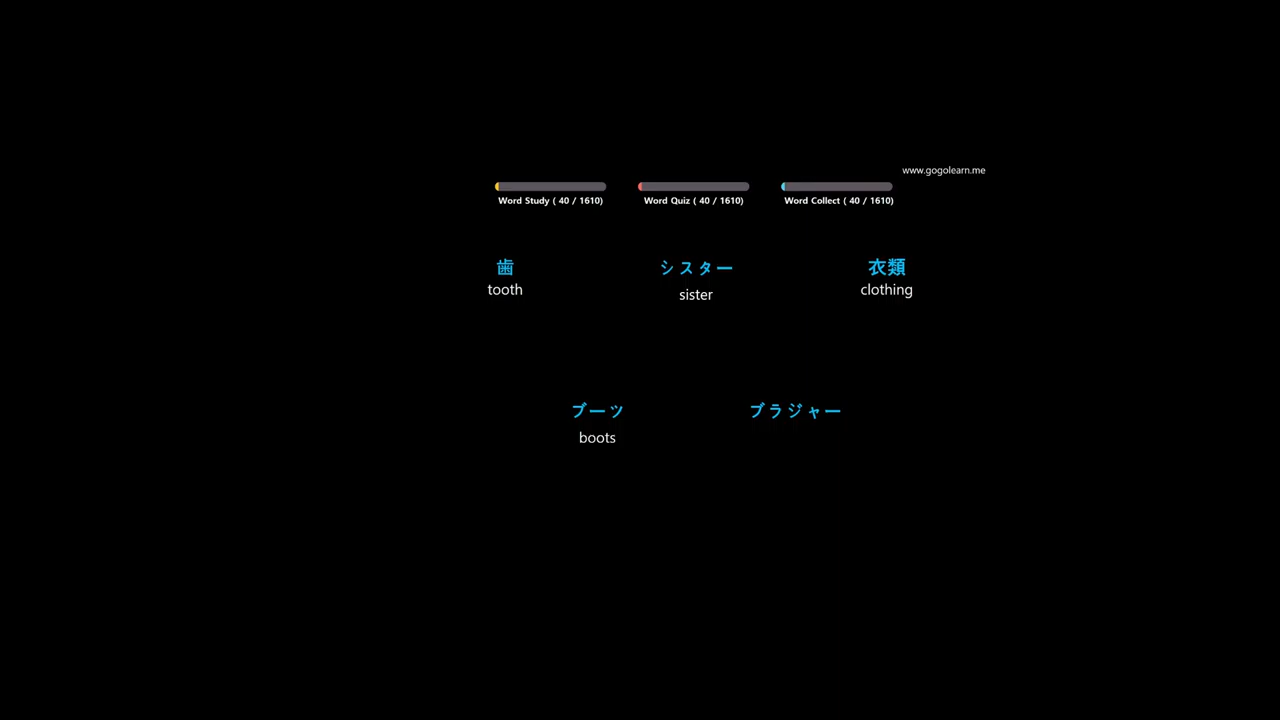 www.gogolearn.me
Word Study ( 40 / 1610)
Word Quiz ( 40 / 1610)
Word Collect ( 40 / 1610)
歯
tooth
シスター
sister
衣類
clothing
ブーツ
boots
ブラジャー